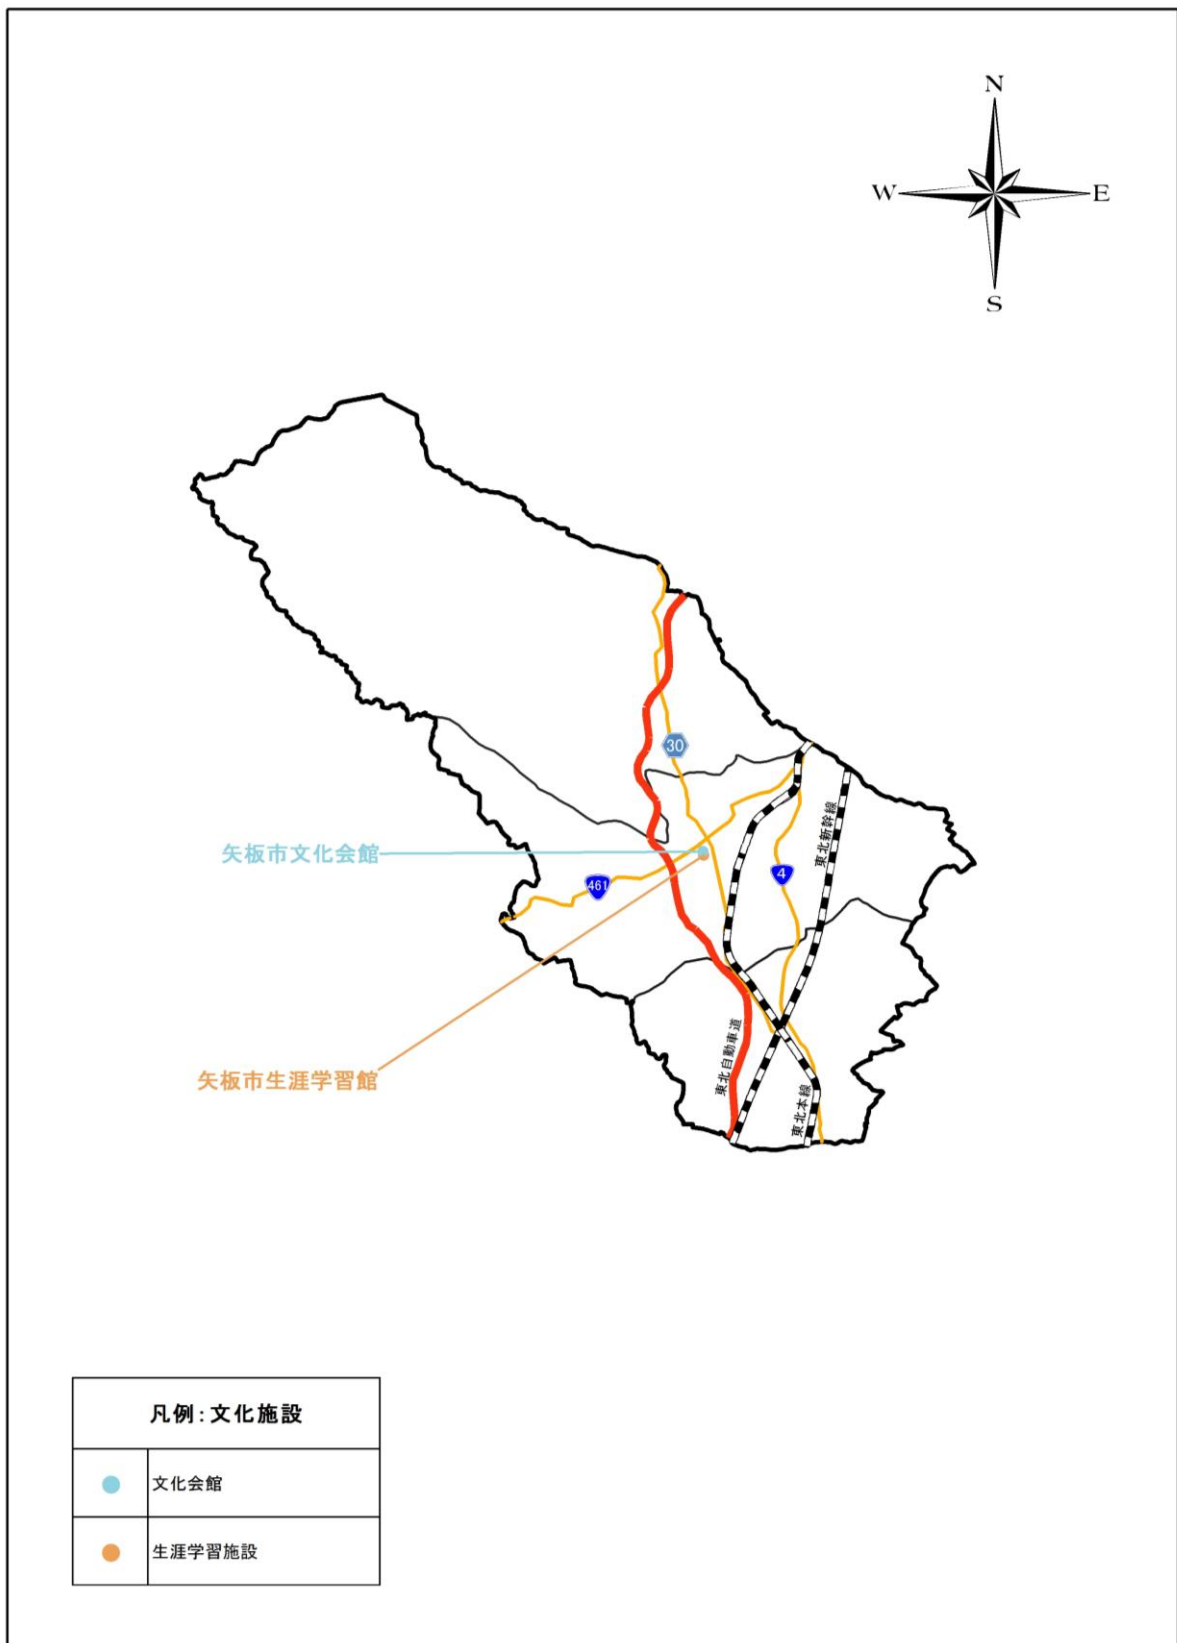 N
W
E
S
30
東北新幹線
矢板市文化会館
4
461
東北自動車道
矢板市生涯学習館
東北本線
凡例:文化施設
文化会館
生涯学習施設